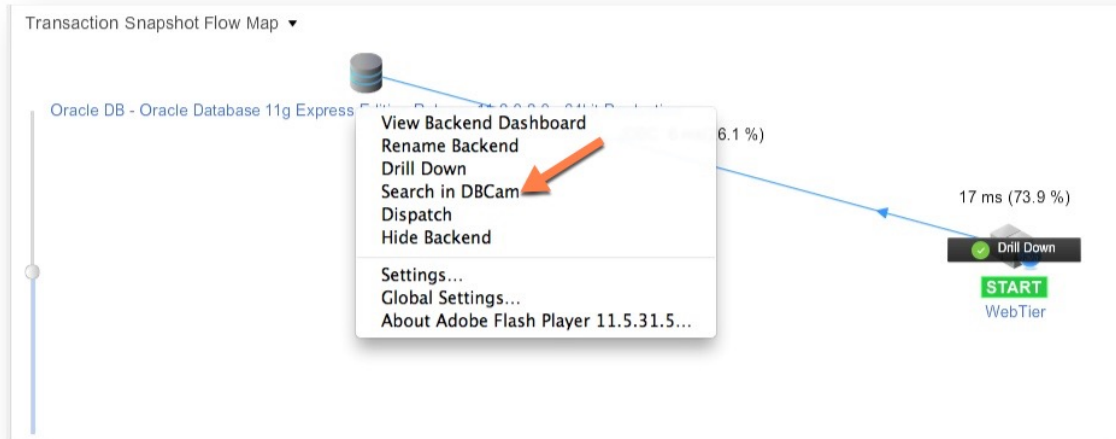 Transaction Snapshot Flow Map
Oracle DB - Oracle Database 11g Express
View Backend Dashboard
6.1 %)
Rename Backend
Drill Down
Search in DBCam
Dispatch
Hide Backend
17 ms (73.9 %)
Drill Down
START
WebTier
Settings...
Global Settings...
About Adobe Flash Player 11.5.31.5...